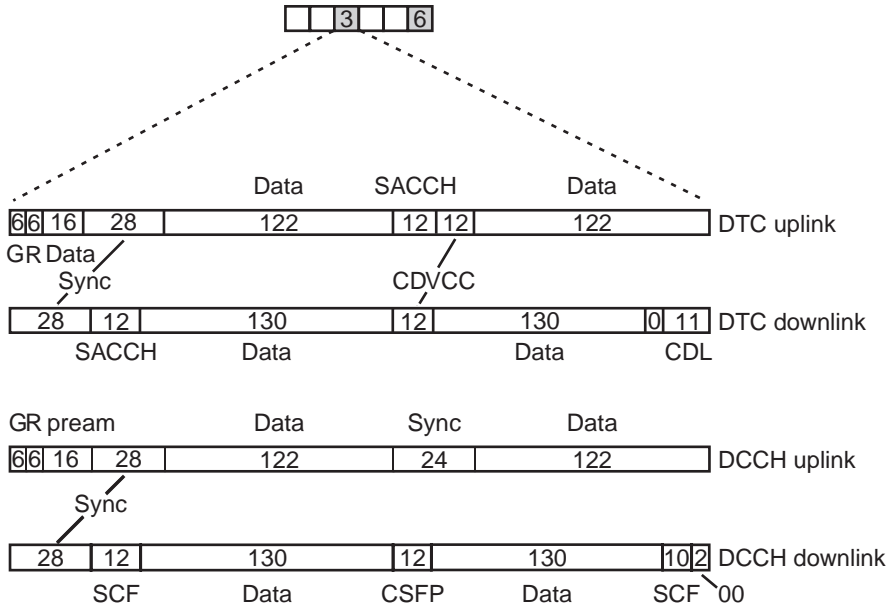 3 6
Data SACCH Data
6 6 16 28 122 12 12 122 DTC uplink
GR Data
Sync CDVCC
28 12 130 12 130 0 11 DTC downlink
SACCH Data Data CDL
GR pream Data Sync Data
6 6 16 28 122 24 122 DCCH uplink
Sync
28 12 130 12 130 10 2 DCCH downlink
SCF Data CSFP Data SCF 00